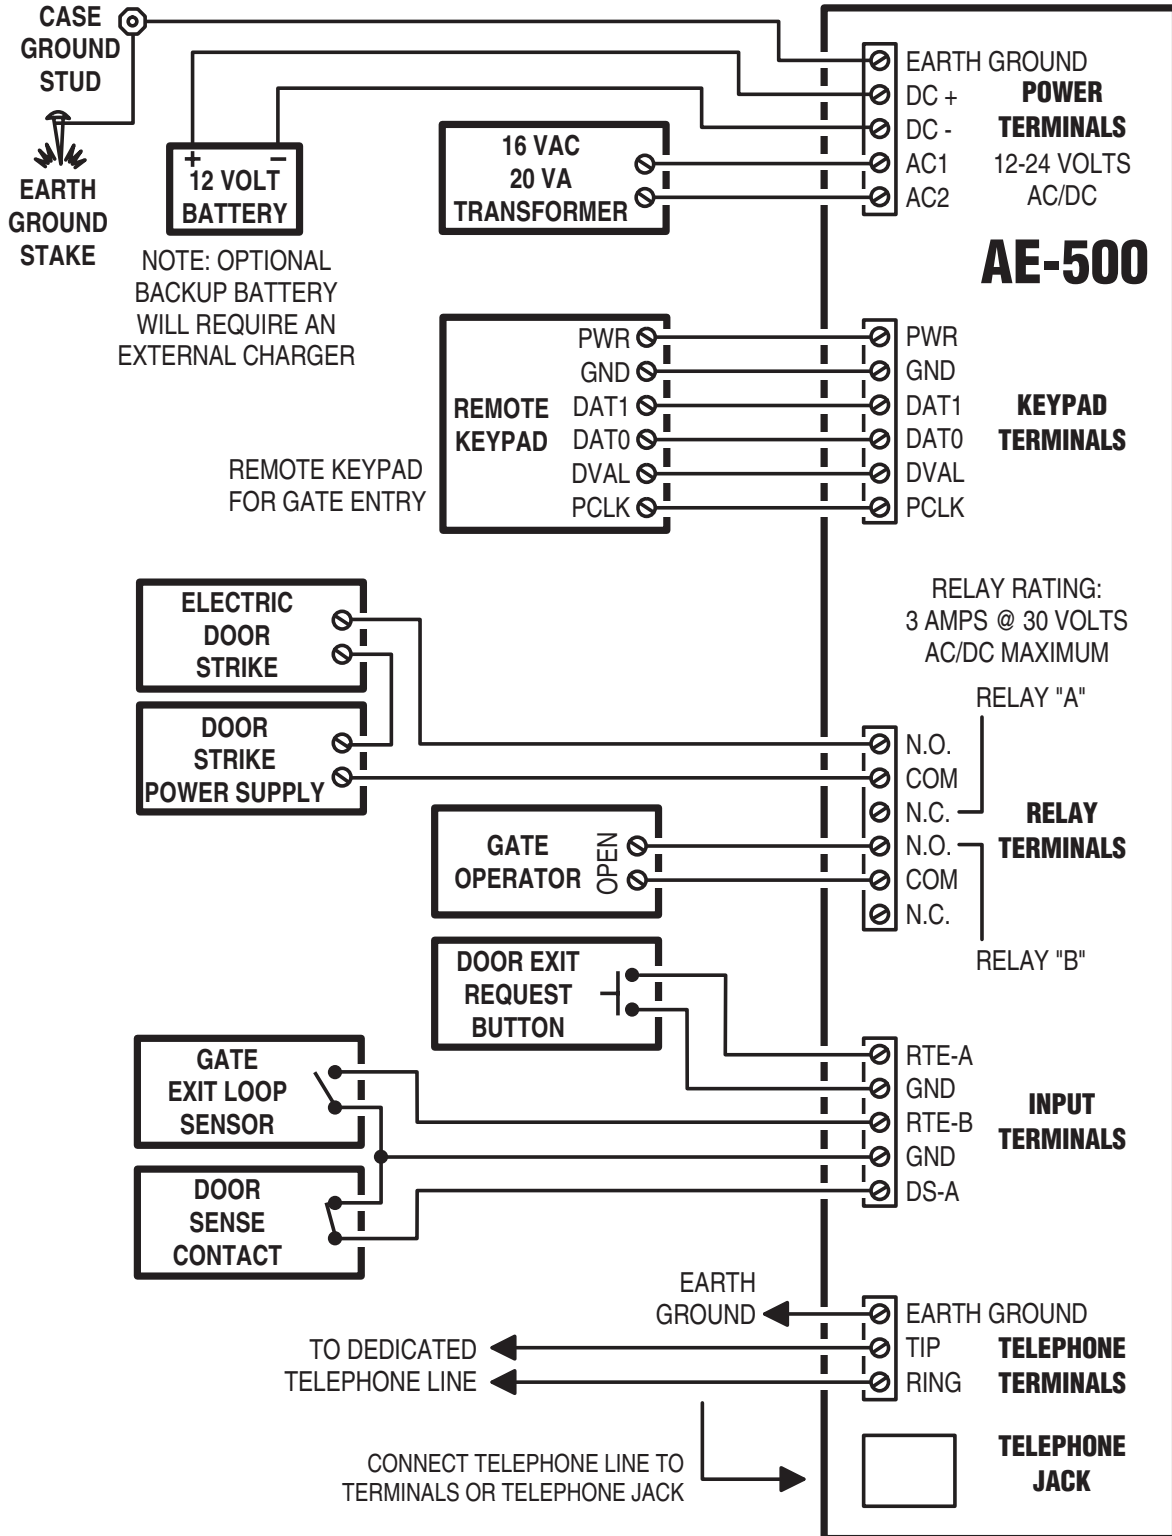 CASE
GROUND
STUD
EARTH
GROUND
STAKE
+ –
12 VOLT
BATTERY
NOTE: OPTIONAL
BACKUP BATTERY
WILL REQUIRE AN
EXTERNAL CHARGER
16 VAC
20 VA
TRANSFORMER
EARTH GROUND
DC +
DC -
AC1
AC2
POWER
TERMINALS
12-24 VOLTS
AC/DC
AE-500
REMOTE
KEYPAD
PWR
GND
DAT1
DAT0
DVAL
PCLK
REMOTE KEYPAD
FOR GATE ENTRY
PWR
GND
DAT1
DAT0
DVAL
PCLK
KEYPAD
TERMINALS
RELAY RATING:
3 AMPS @ 30 VOLTS
AC/DC MAXIMUM
RELAY "A"
ELECTRIC
DOOR
STRIKE
DOOR
STRIKE
POWER SUPPLY
GATE
OPERATOR
OPEN
N.O.
COM
N.C.
N.O.
COM
N.C.
RELAY
TERMINALS
RELAY "B"
DOOR EXIT
REQUEST
BUTTON
GATE
EXIT LOOP
SENSOR
DOOR
SENSE
CONTACT
RTE-A
GND
RTE-B
GND
DS-A
INPUT
TERMINALS
EARTH
GROUND
TO DEDICATED
TELEPHONE LINE
EARTH GROUND
TIP
RING
TELEPHONE
TERMINALS
CONNECT TELEPHONE LINE TO
TERMINALS OR TELEPHONE JACK
TELEPHONE
JACK